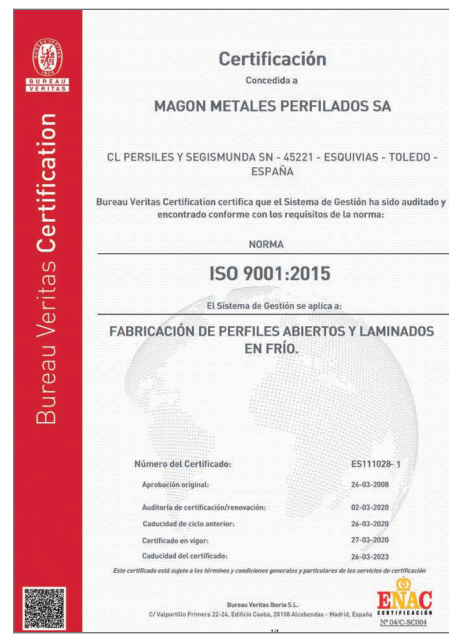 BUREAU
VERITAS
Bureau Veritas Certification
Certificación
Concedida a
MAGON METALES PERFILADOS SA
CL PERSILES Y SEGISMUNDA SN - 45221 - ESQUIVIAS - TOLEDO -
ESPAÑA
Bureau Veritas Certification certifica que el Sistema de Gestión ha sido auditado y
encontrado conforme con los requisitos de la norma:
NORMA
ISO 9001:2015
El Sistema de Gestión se aplica a:
FABRICACIÓN DE PERFILES ABIERTOS Y LAMINADOS
EN FRÍO.
Número del Certificado: ES111028- 1
Aprobación original: 26-03-2008
Auditoría de certificación/renovación: 02-03-2020
Caducidad de ciclo anterior: 26-03-2020
Certificado en vigor: 27-03-2020
Caducidad del certificado: 26-03-2023
Este certificado está sujeto a los términos y condiciones generales y particulares de los servicios de certificación
Bureau Veritas Iberia S.L.
C/ Valportillo Primera 22-24, Edificio Caoba, 28108 Alcobendas - Madrid, España
ENAC
CERTIFICACIÓN
Nº 04/C-SC004